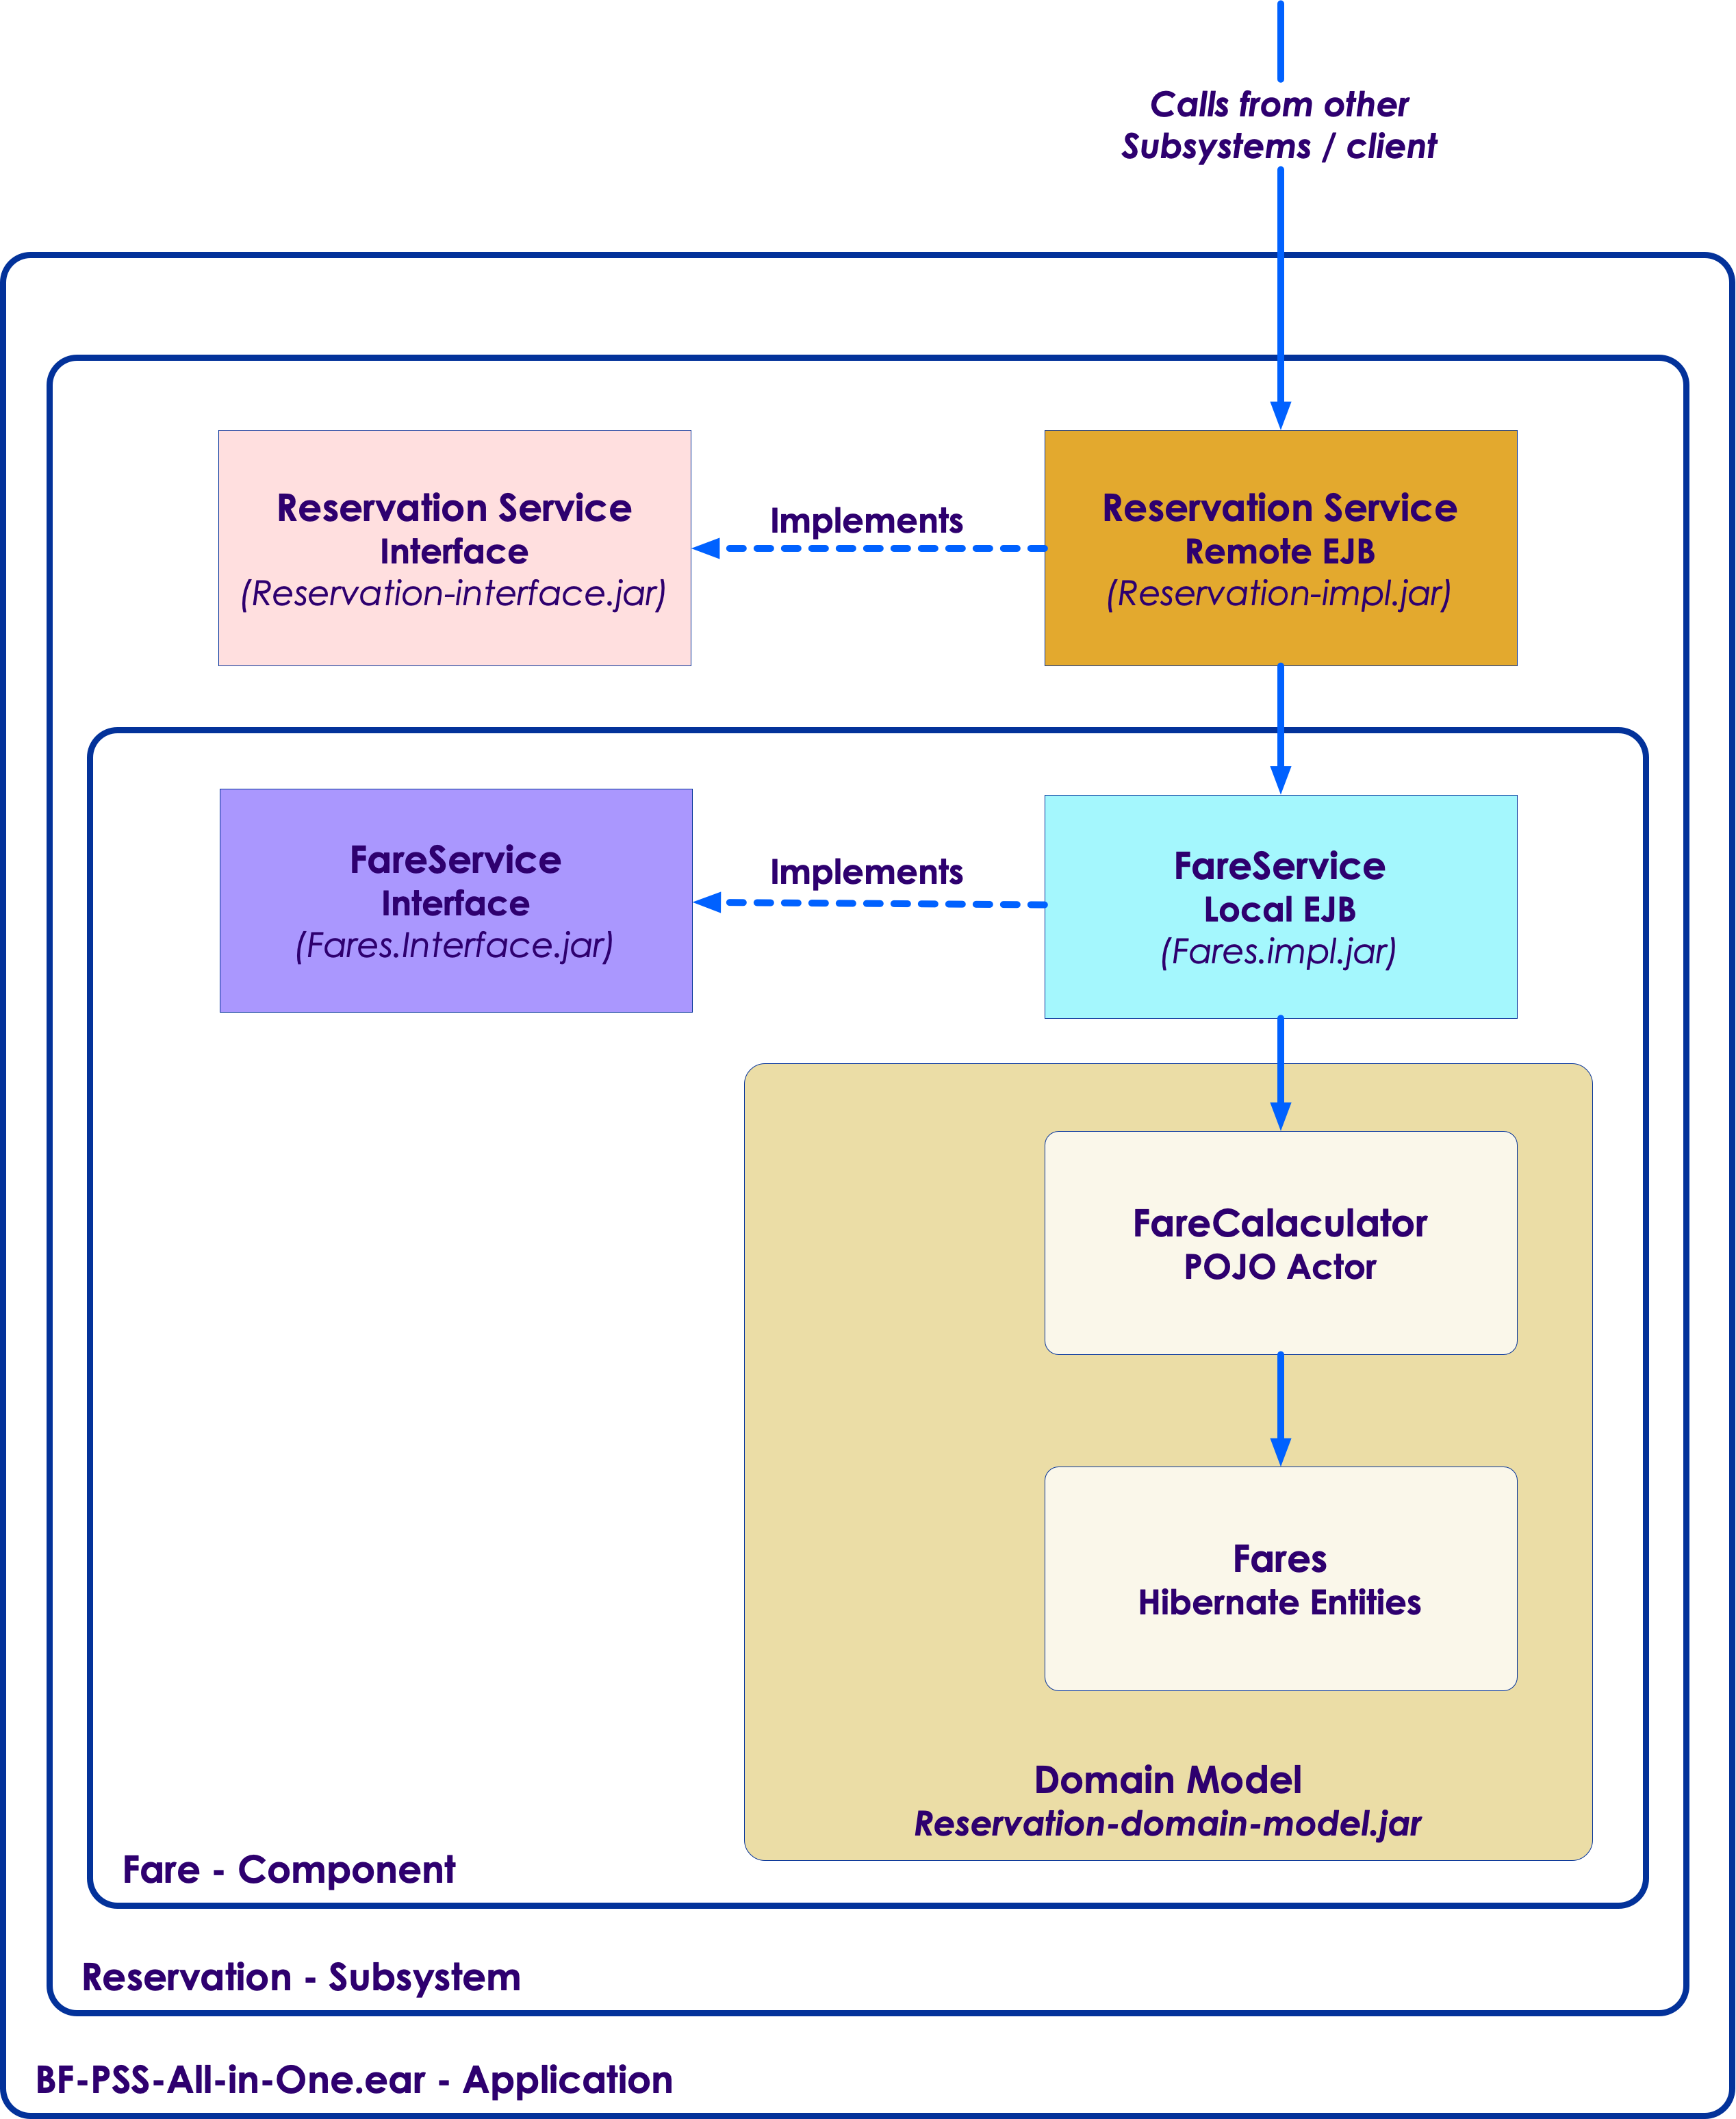 Calls from other
Subsystems / client
Reservation Service
Interface
(Reservation-interface.jar)
Implements
Reservation Service
Remote EJB
(Reservation-impl.jar)
FareService
Interface
(Fares.Interface.jar)
Implements
FareService
Local EJB
(Fares.impl.jar)
FareCalaculator
POJO Actor
Fares
Hibernate Entities
Domain Model
Reservation-domain-model.jar
Fare - Component
Reservation - Subsystem
BF-PSS-All-in-One.ear - Application